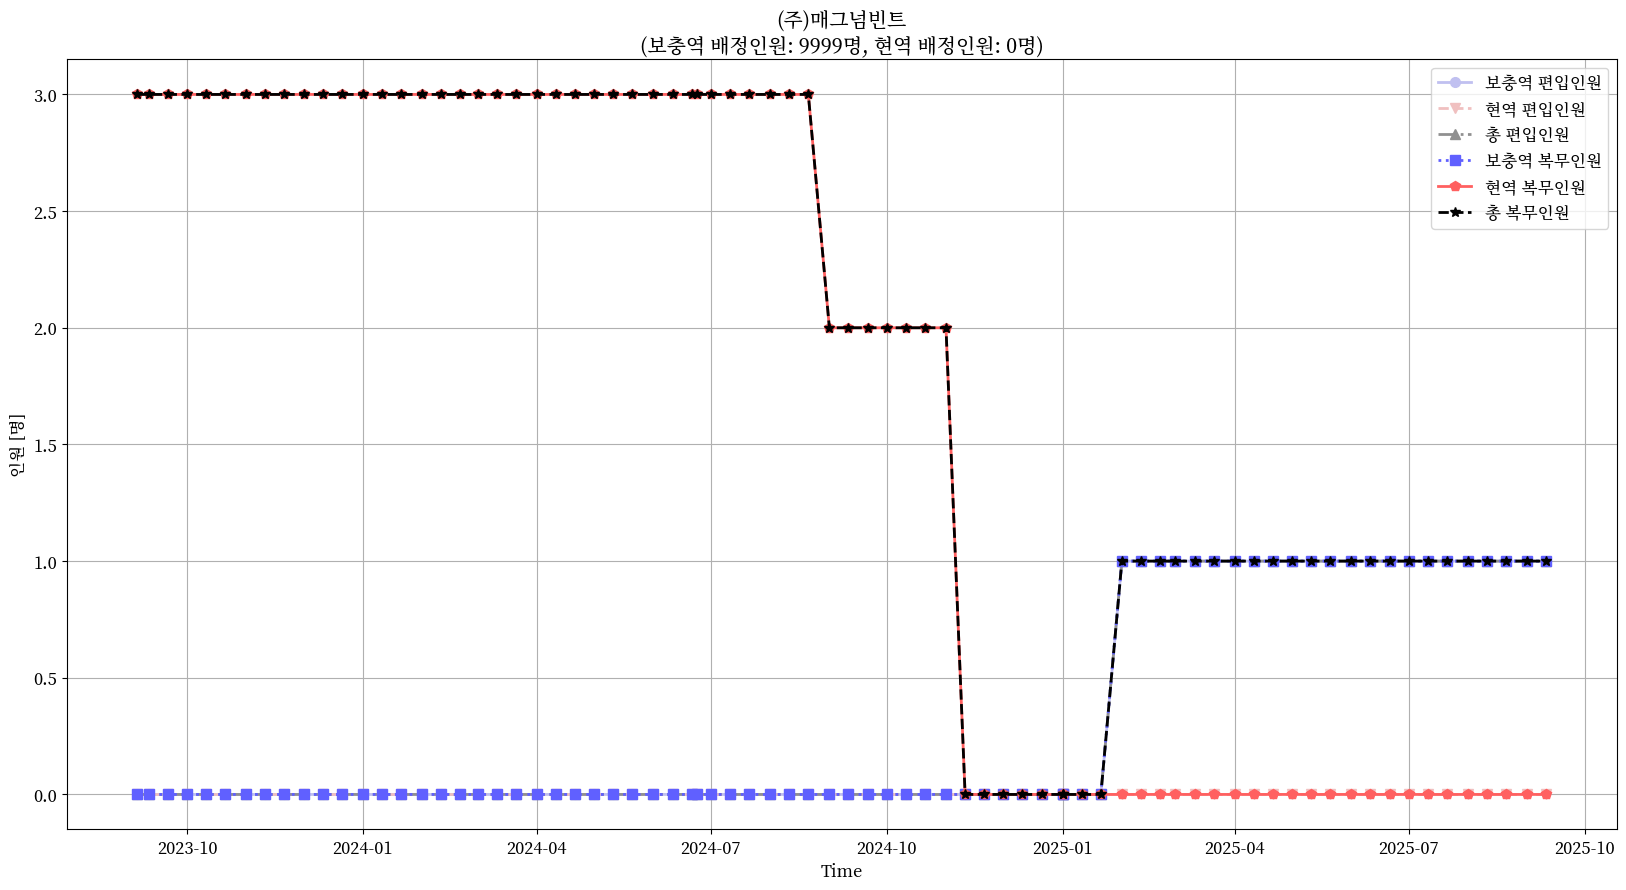 (주)매그넘빈트
(보충역 배정인원: 9999명, 현역 배정인원: 0명)
보충역 편입인원
현역 편입인원
총 편입인원
보충역 복무인원
현역 복무인원
총 복무인원
인원 [명]
3.0
2.5
2.0
1.5
1.0
0.5
0.0
2023-10
2024-01
2024-04
2024-07
2024-10
2025-01
2025-04
2025-07
2025-10
Time